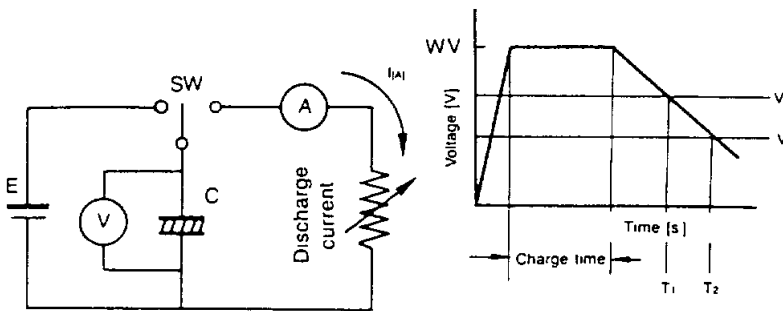 SW
I[A]
A
E
V
C
Discharge
current
WV
Voltage [V]
V
V
Time [s]
Charge time
T1
T2